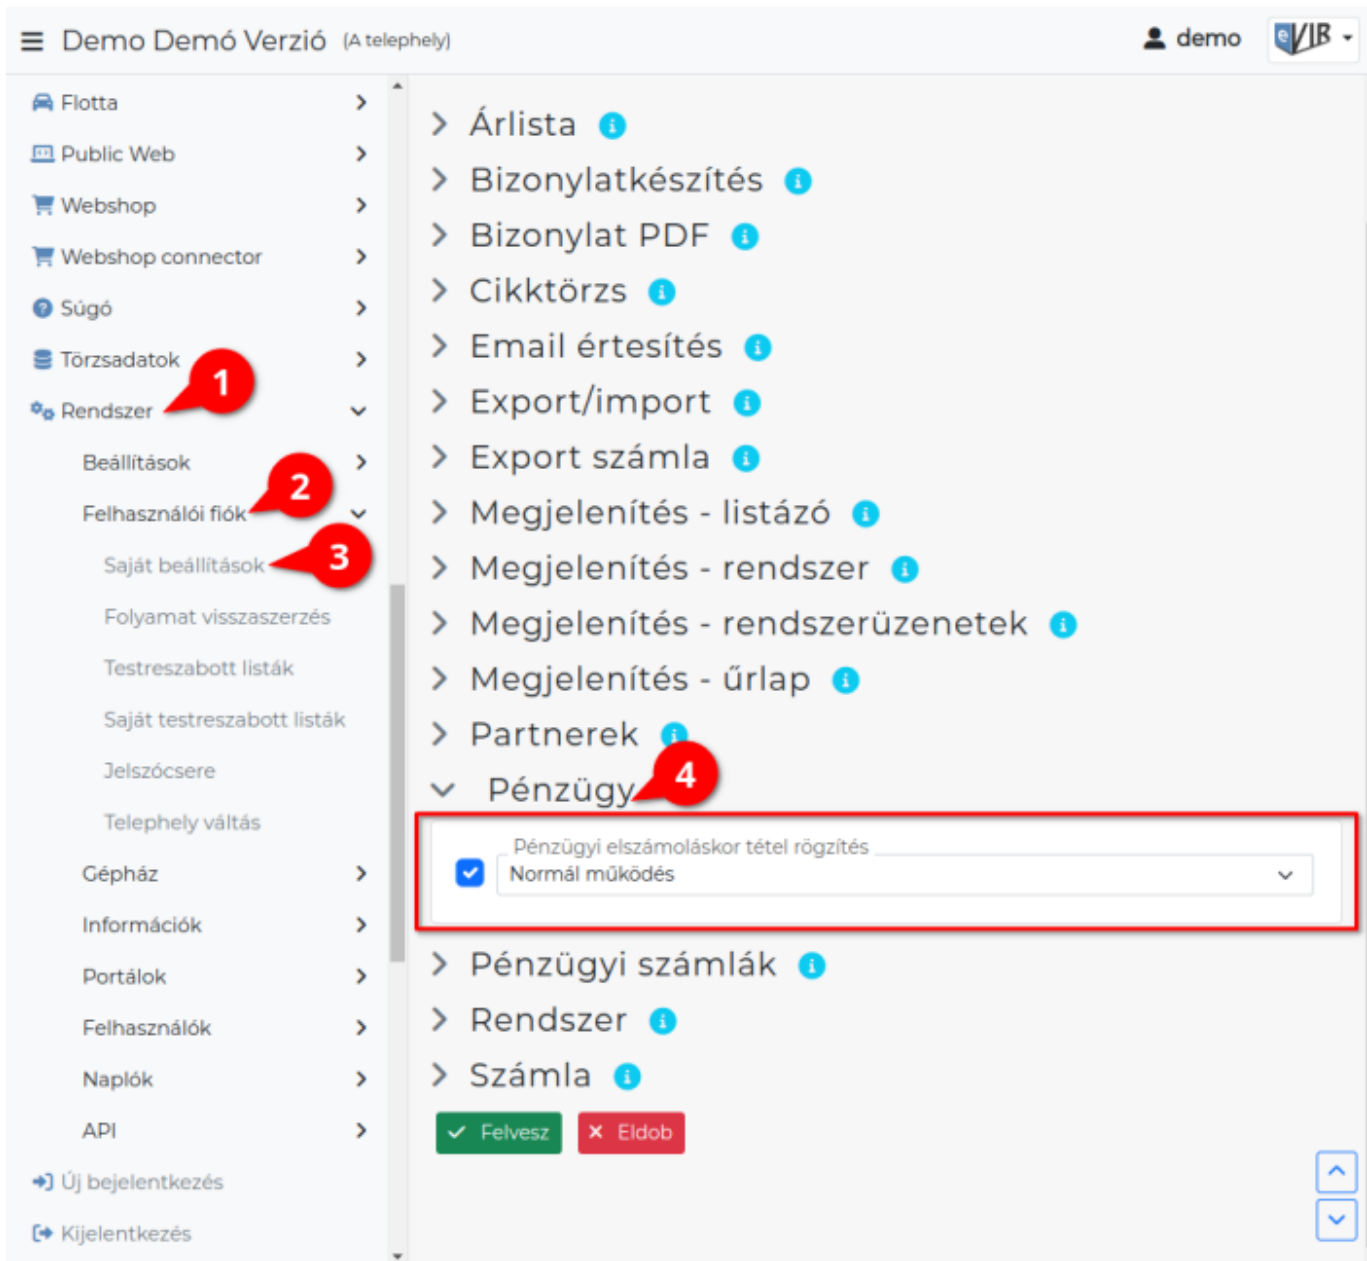 Demo Demó Verzió (A telephely)
demo
eVIR
Flotta
Public Web
Webshop
Webshop connector
Súgó
Törzsadatok
1
Rendszer
Beállítások
2
Felhasználói fiók
Saját beállítások
3
Folyamat visszaszerzés
Testreszabott listák
Saját testreszabott listák
Jelszócsere
Telephely váltás
Gépház
Információk
Portálok
Felhasználók
Naplók
API
Új bejelentkezés
Kijelentkezés
Árlista
Bizonylatkészítés
Bizonylat PDF
Cikktörzs
Email értesítés
Export/import
Export számla
Megjelenítés - listázó
Megjelenítés - rendszer
Megjelenítés - rendszerüzenetek
Megjelenítés - űrlap
Partnerek
Pénzügy
4
Pénzügyi elszámoláskor tétel rögzítés
Normál működés
Pénzügyi számlák
Rendszer
Számla
Felvesz
Eldob